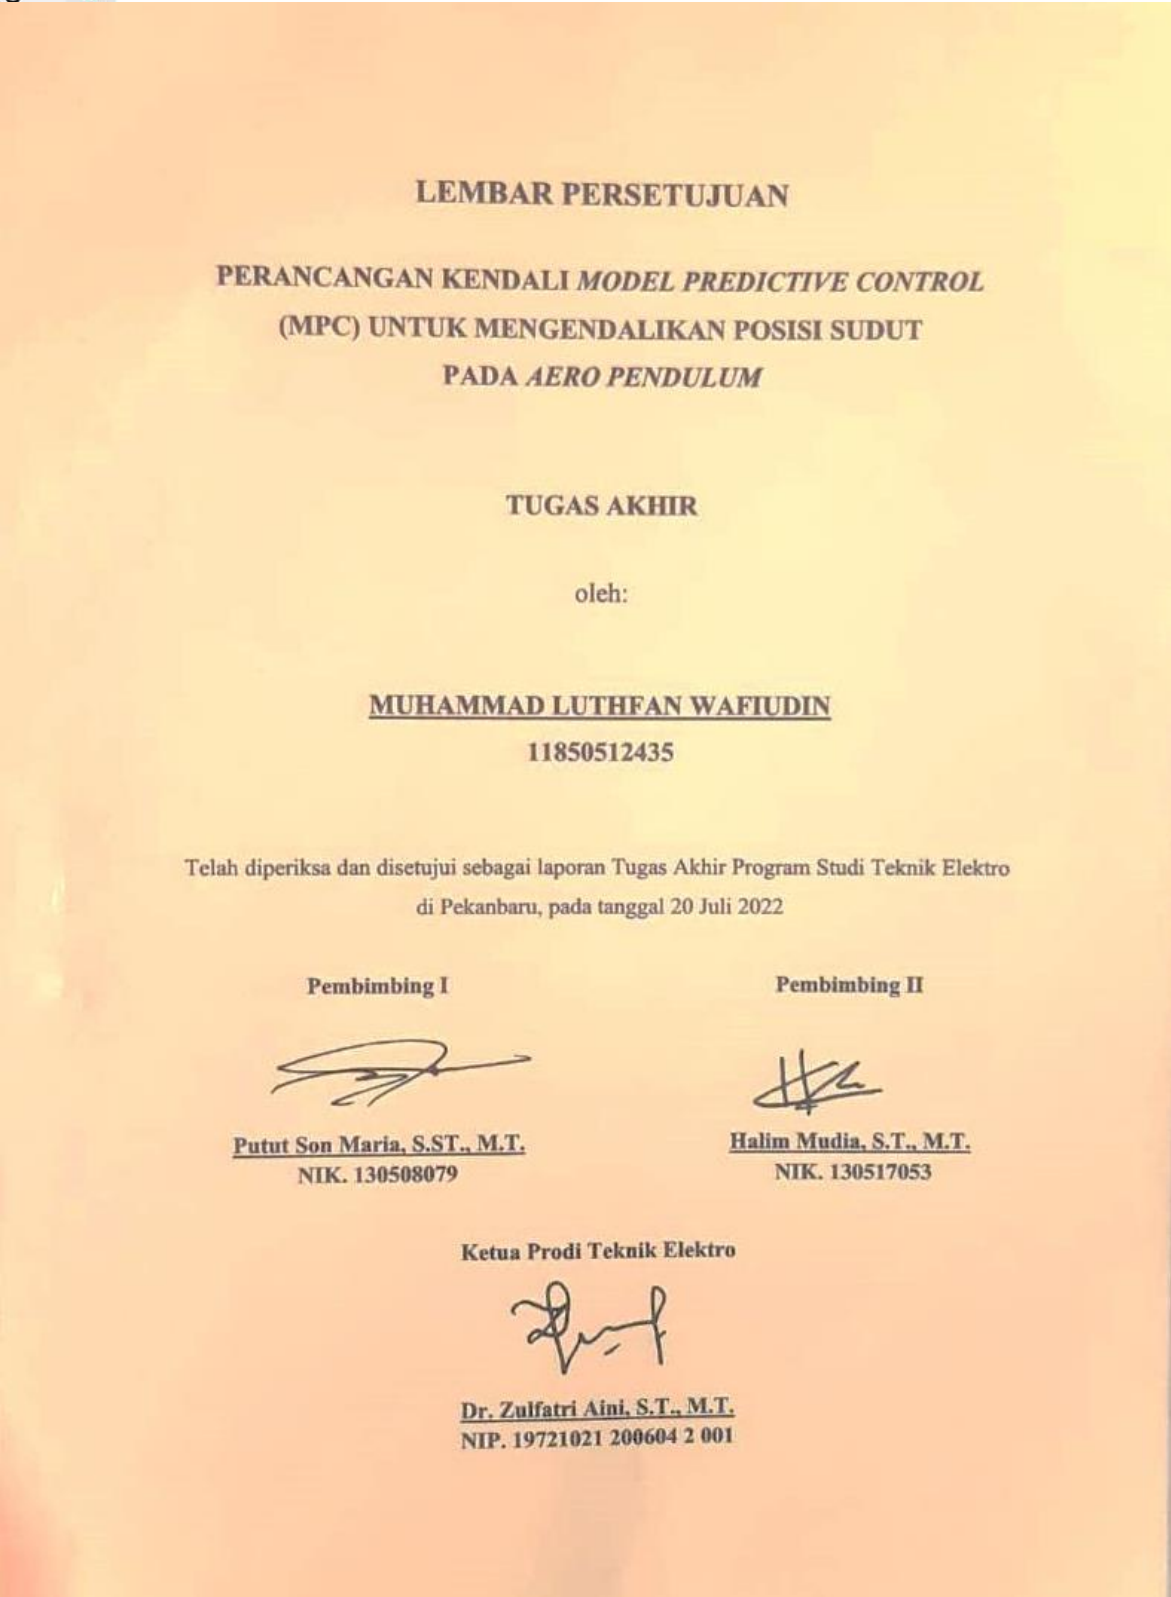 LEMBAR PERSETUJUAN
PERANCANGAN KENDALI MODEL PREDICTIVE CONTROL
(MPC) UNTUK MENGENDALIKAN POSISI SUDUT
PADA AERO PENDULUM
TUGAS AKHIR
oleh:
MUHAMMAD LUTHFAN WAFIUDIN
11850512435
Telah diperiksa dan disetujui sebagai laporan Tugas Akhir Program Studi Teknik Elektro
di Pekanbaru, pada tanggal 20 Juli 2022
Pembimbing I
Putut Son Maria, S.ST., M.T.
NIK. 130508079
Pembimbing II
Halim Mudia, S.T., M.T.
NIK. 130517053
Ketua Prodi Teknik Elektro
Dr. Zulfatri Aini, S.T., M.T.
NIP. 19721021 200604 2 001